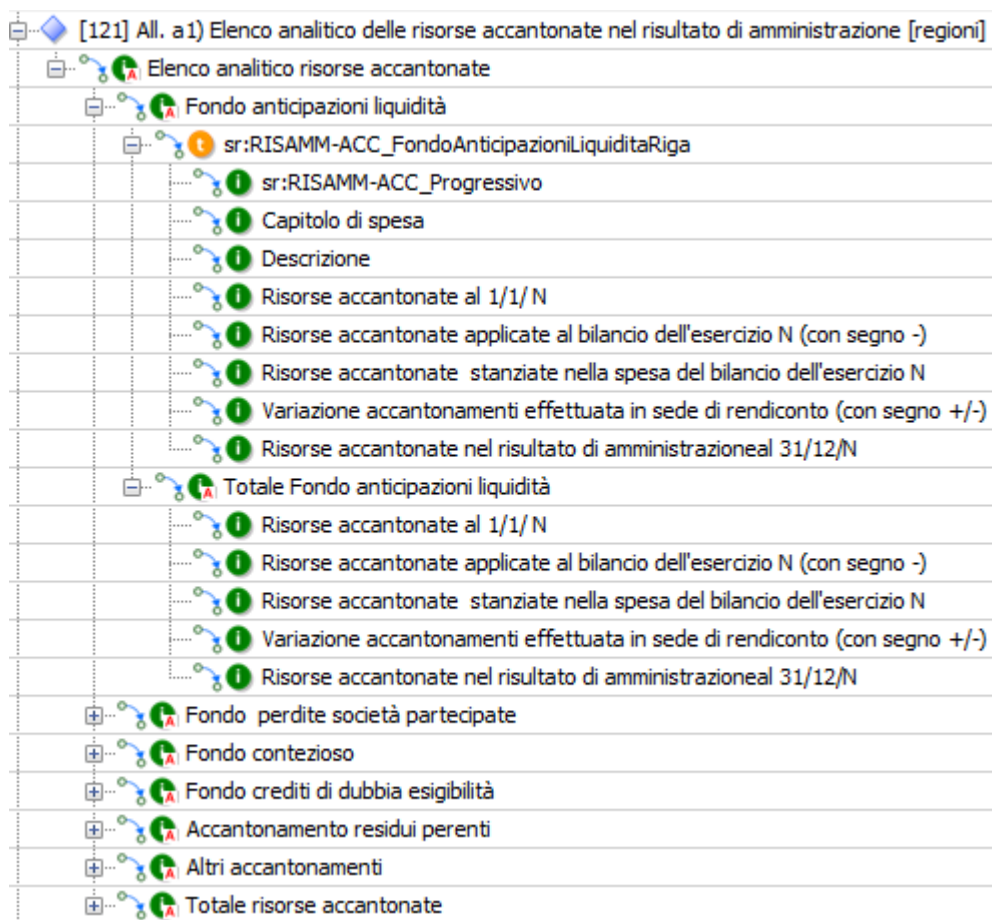 [121] All. a1) Elenco analitico delle risorse accantonate nel risultato di amministrazione [regioni]
Elenco analitico risorse accantonate
Fondo anticipazioni liquidità
t sr:RISAMM-ACC_FondoAnticipazioniLiquiditaRiga
sr:RISAMM-ACC_Progressivo
Capitolo di spesa
Descrizione
Risorse accantonate al 1/1/ N
Risorse accantonate applicate al bilancio dell'esercizio N (con segno -)
Risorse accantonate  stanziate nella spesa del bilancio dell'esercizio N
Variazione accantonamenti effettuata in sede di rendiconto (con segno +/-)
Risorse accantonate nel risultato di amministrazioneal 31/12/N
Totale Fondo anticipazioni liquidità
Risorse accantonate al 1/1/ N
Risorse accantonate applicate al bilancio dell'esercizio N (con segno -)
Risorse accantonate  stanziate nella spesa del bilancio dell'esercizio N
Variazione accantonamenti effettuata in sede di rendiconto (con segno +/-)
Risorse accantonate nel risultato di amministrazioneal 31/12/N
Fondo  perdite società partecipate
Fondo contezioso
Fondo crediti di dubbia esigibilità
Accantonamento residui perenti
Altri accantonamenti
Totale risorse accantonate